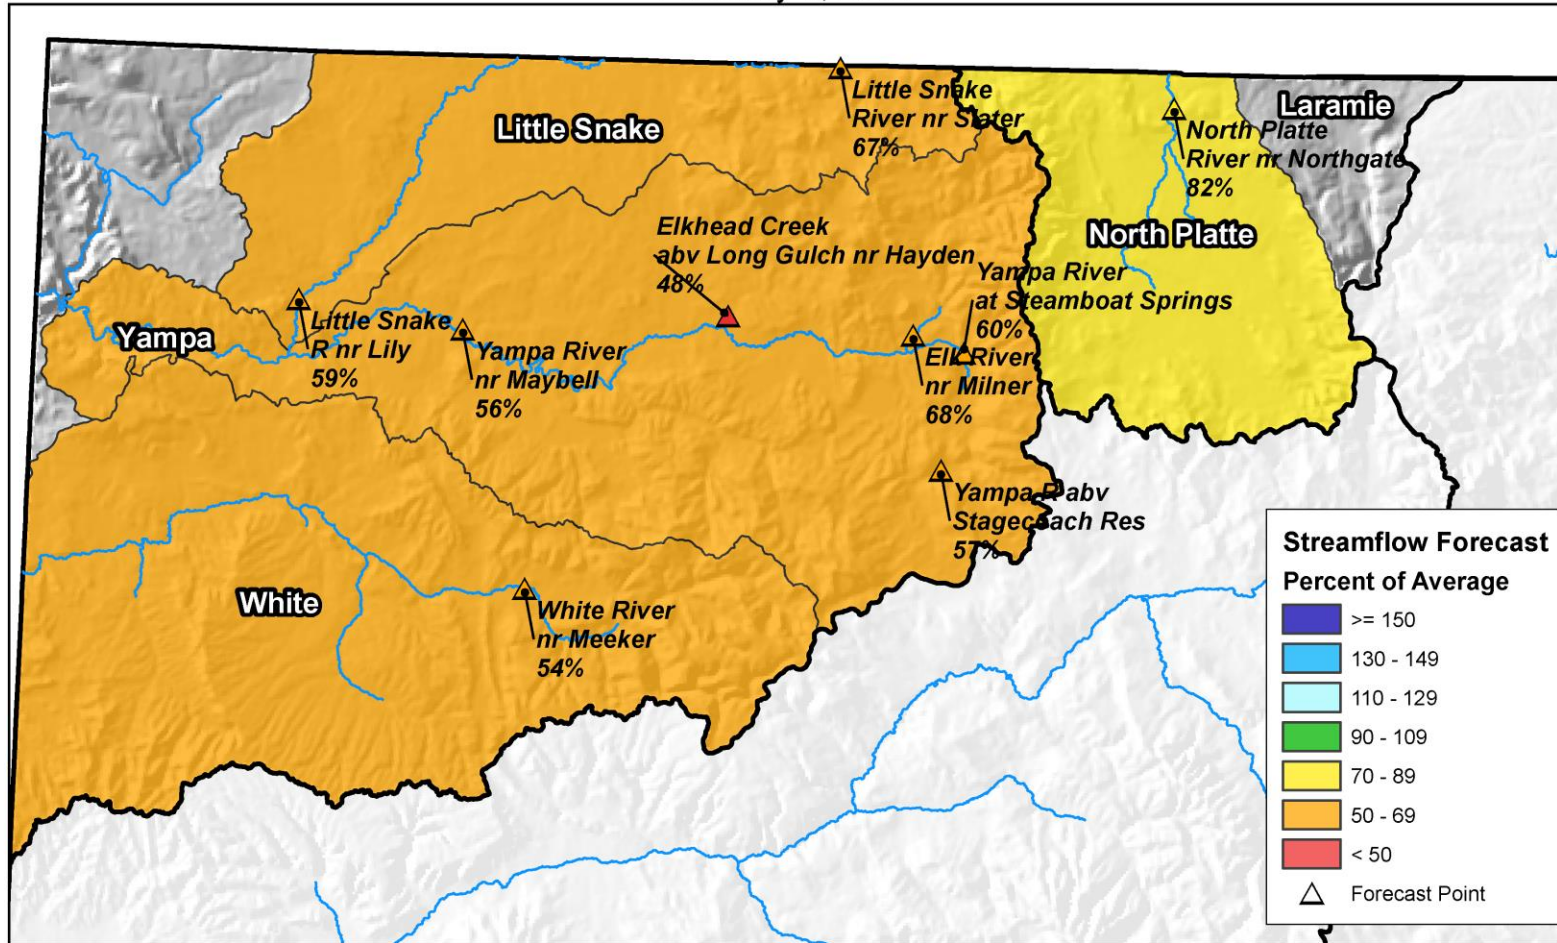 Little Snake
River nr Slater
67%
Laramie
North Platte
River nr Northgate
82%
Little Snake
North Platte
Elkhead Creek
abv Long Gulch nr Hayden
48%
Yampa River
at Steamboat Springs
60%
Yampa
Little Snake
R nr Lily
59%
Yampa River
nr Maybell
56%
Elk River
nr Milner
68%
Yampa R abv
Stagecoach Res
57%
White
White River
nr Meeker
54%
Streamflow Forecast
Percent of Average
>= 150
130 - 149
110 - 129
90 - 109
70 - 89
50 - 69
< 50
Forecast Point